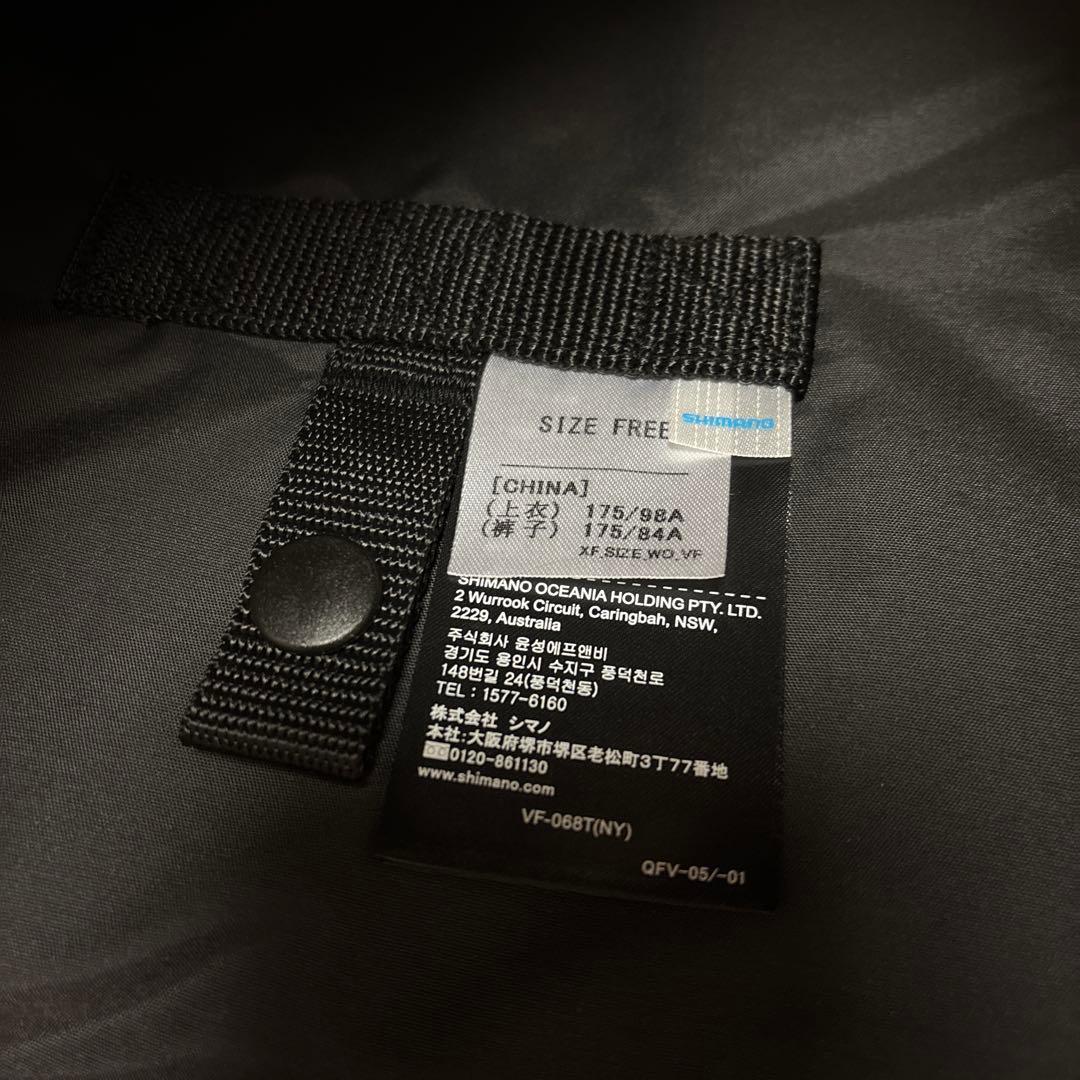 SIZE FREE
SHIMANO
[CHINA]
(上衣) 175/98A
(裤子) 175/84A
XF.SIZE.WO.VF
SHIMANO OCEANIA HOLDING PTY. LTD.
2 Wurrook Circuit, Caringbah, NSW,
2229, Australia
주식회사 윤성에프앤비
경기도 용인시 수지구 풍덕천로
148번길 24(풍덕천동)
TEL : 1577-6160
株式会社 シマノ
本社:大阪府堺市堺区老松町3丁77番地
0120-861130
www.shimano.com
VF-068T(NY)
QFV-05/-01